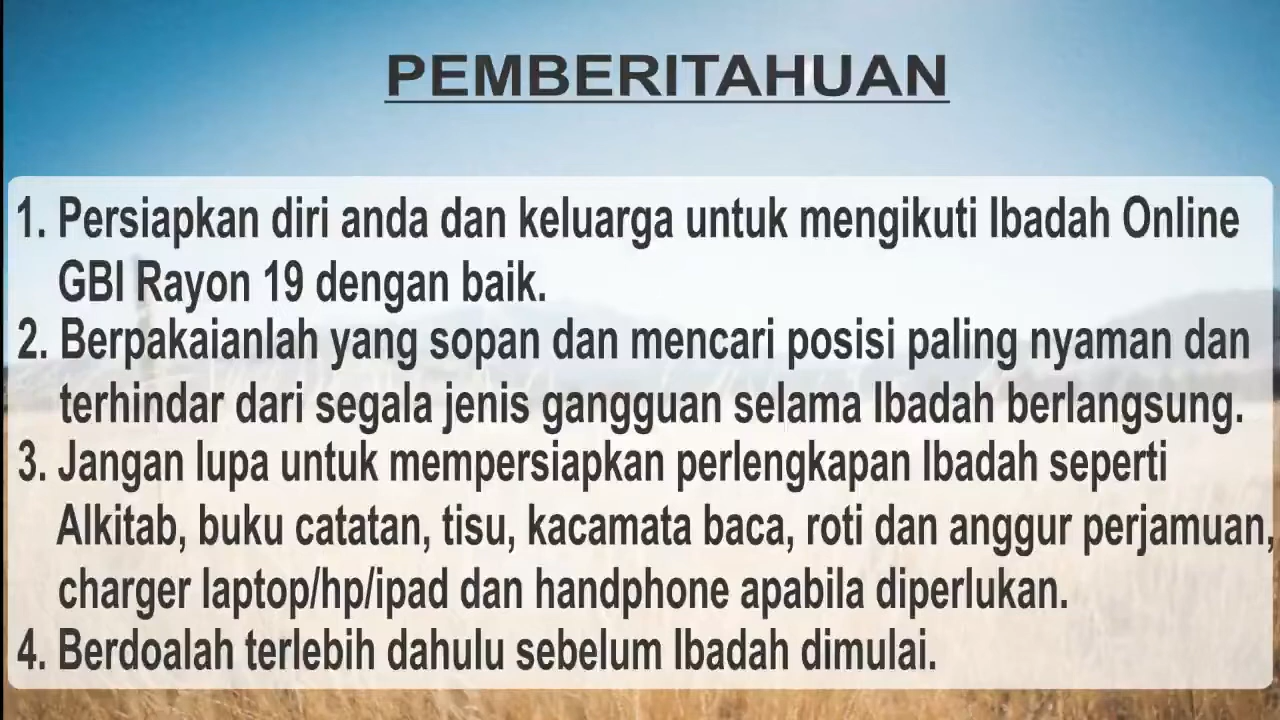 PEMBERITAHUAN
1. Persiapkan diri anda dan keluarga untuk mengikuti Ibadah Online
GBI Rayon 19 dengan baik.
2. Berpakaianlah yang sopan dan mencari posisi paling nyaman dan
terhindar dari segala jenis gangguan selama Ibadah berlangsung.
3. Jangan lupa untuk mempersiapkan perlengkapan Ibadah seperti
Alkitab, buku catatan, tisu, kacamata baca, roti dan anggur perjamuan,
charger laptop/hp/ipad dan handphone apabila diperlukan.
4. Berdoalah terlebih dahulu sebelum Ibadah dimulai.